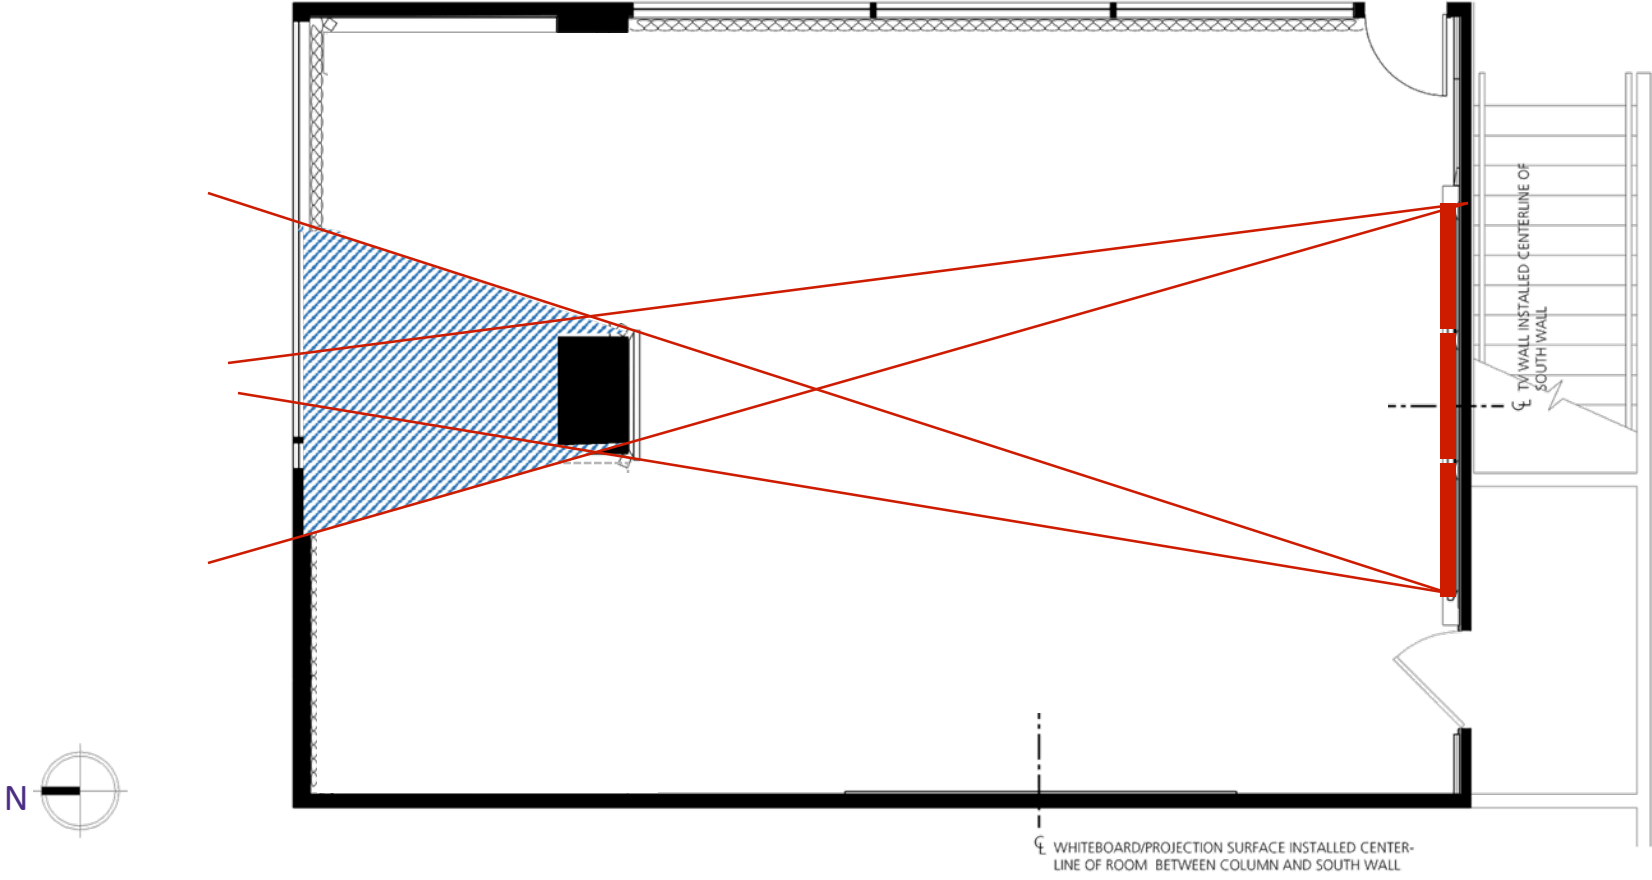 ℄ TV WALL INSTALLED CENTERLINE OF
SOUTH WALL
N
℄ WHITEBOARD/PROJECTION SURFACE INSTALLED CENTER-
LINE OF ROOM BETWEEN COLUMN AND SOUTH WALL